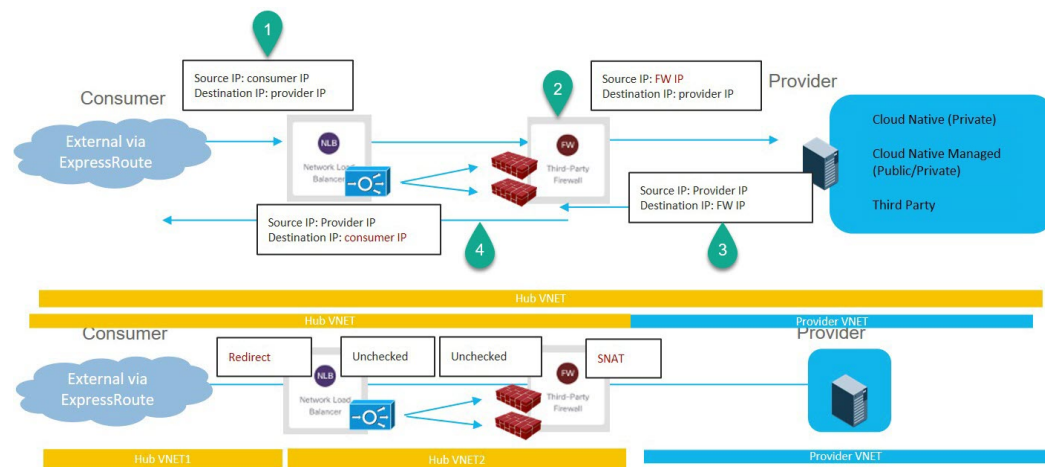 1
Source IP: consumer IP
Destination IP: provider IP
2
Source IP: FW IP
Destination IP: provider IP
Consumer
Provider
External via
ExpressRoute
NLB
Network Load
Balancer
FW
Third-Party
Firewall
Cloud Native (Private)
Cloud Native Managed
(Public/Private)
Third Party
Source IP: Provider IP
Destination IP: FW IP
Source IP: Provider IP
Destination IP: consumer IP
4
3
Hub VNET
Hub VNET
Provider VNET
Consumer
Provider
External via
ExpressRoute
Redirect
Unchecked
Unchecked
SNAT
NLB
Network Load
Balancer
FW
Third-Party
Firewall
Hub VNET1
Hub VNET2
Provider VNET